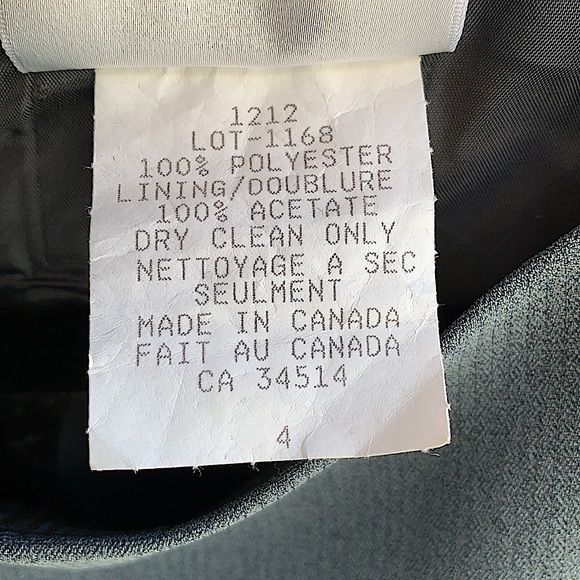 1212
LOT-1168
100% POLYESTER
LINING/DOUBLURE
100% ACETATE
DRY CLEAN ONLY
NETTOYAGE A SEC
SEULMENT
MADE IN CANADA
FAIT AU CANADA
CA 34514
4